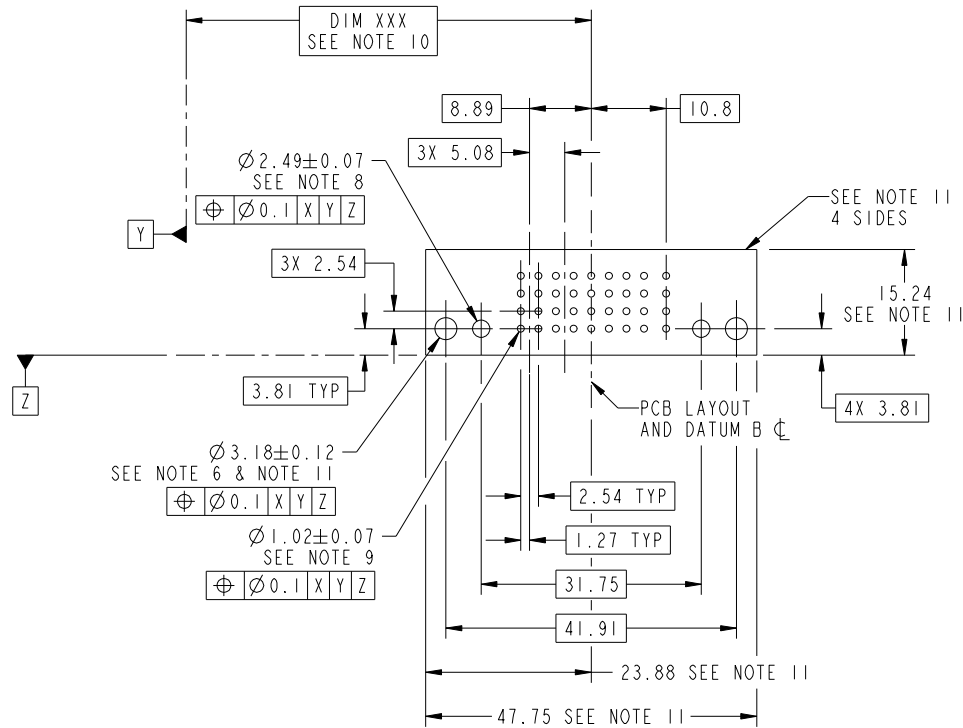 DIM XXX
SEE NOTE 10
8.89
10.8
3X 5.08
Ø2.49±0.07
SEE NOTE 8
⌖ Ø0.1 X Y Z
SEE NOTE 11
4 SIDES
Y
3X 2.54
15.24
SEE NOTE 11
Z
3.81 TYP
4X 3.81
PCB LAYOUT
AND DATUM B ℄
Ø3.18±0.12
SEE NOTE 6 & NOTE 11
⌖ Ø0.1 X Y Z
2.54 TYP
Ø1.02±0.07
SEE NOTE 9
⌖ Ø0.1 X Y Z
1.27 TYP
31.75
41.91
23.88 SEE NOTE 11
47.75 SEE NOTE 11